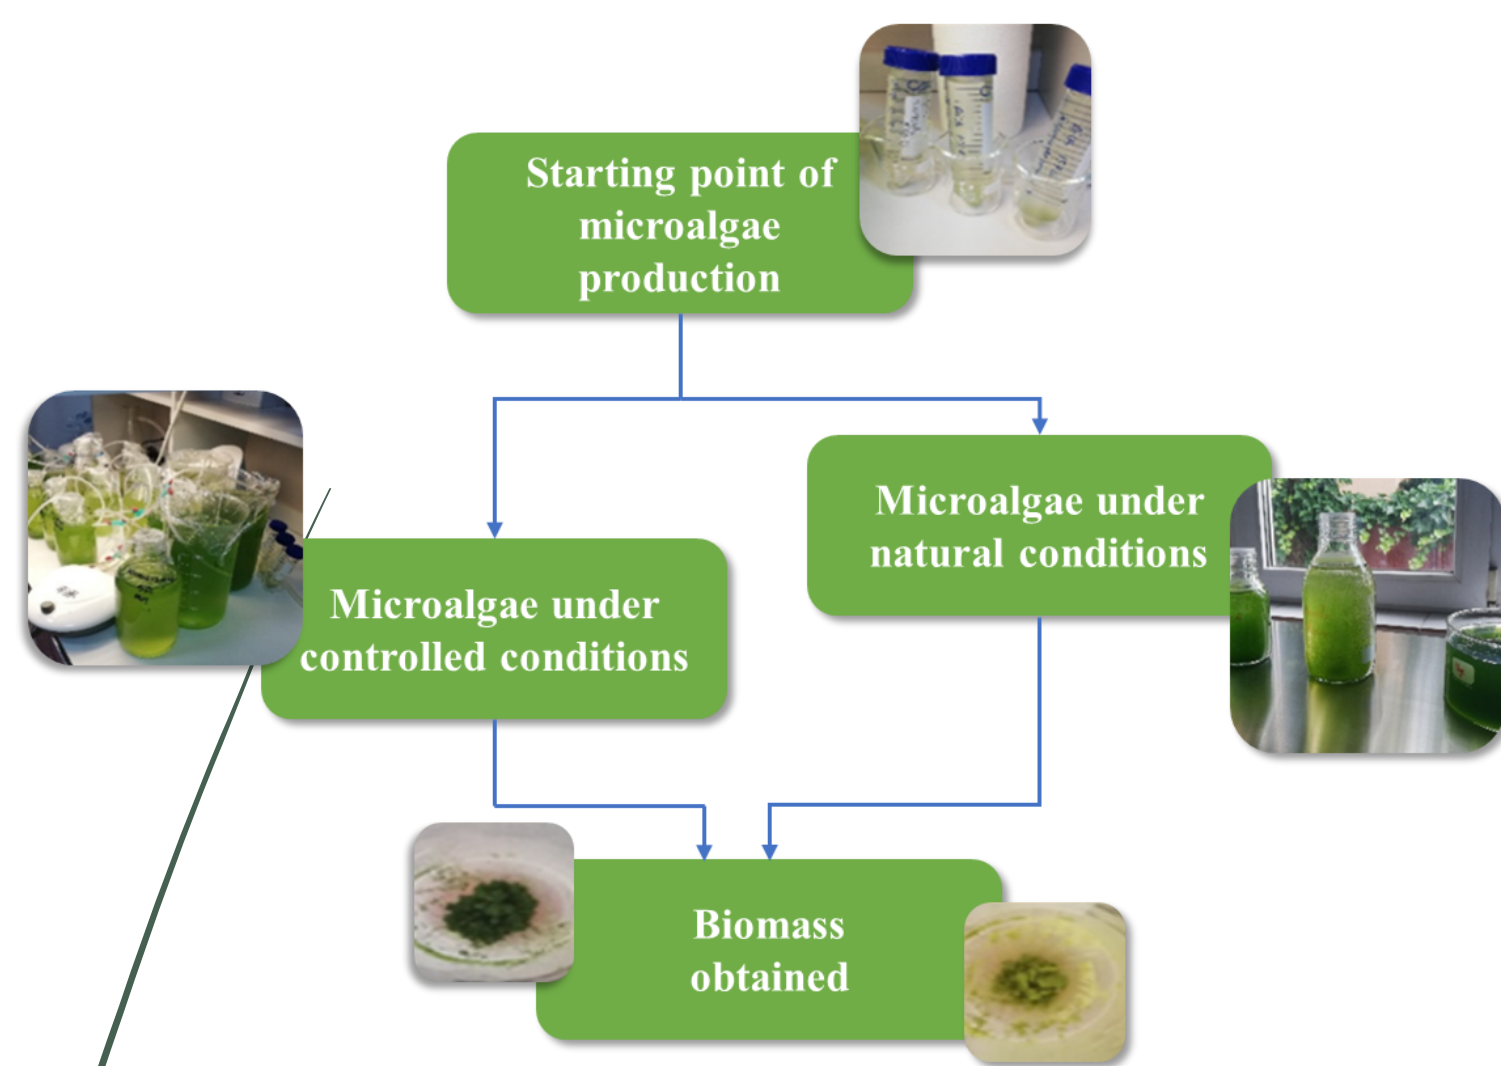 Starting point of
microalgae
production
Microalgae under
natural conditions
Microalgae under
controlled conditions
Biomass
obtained